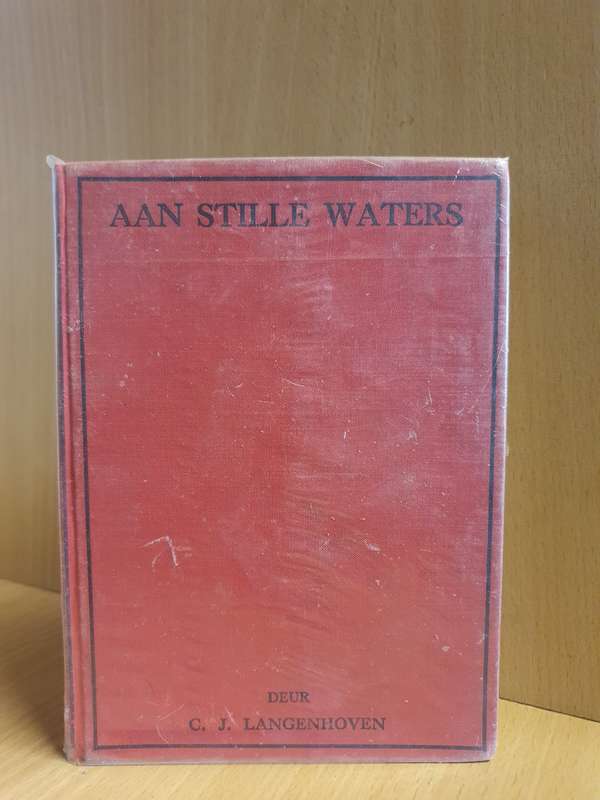 AAN STILLE WATERS
DEUR
C. J. LANGENHOVEN